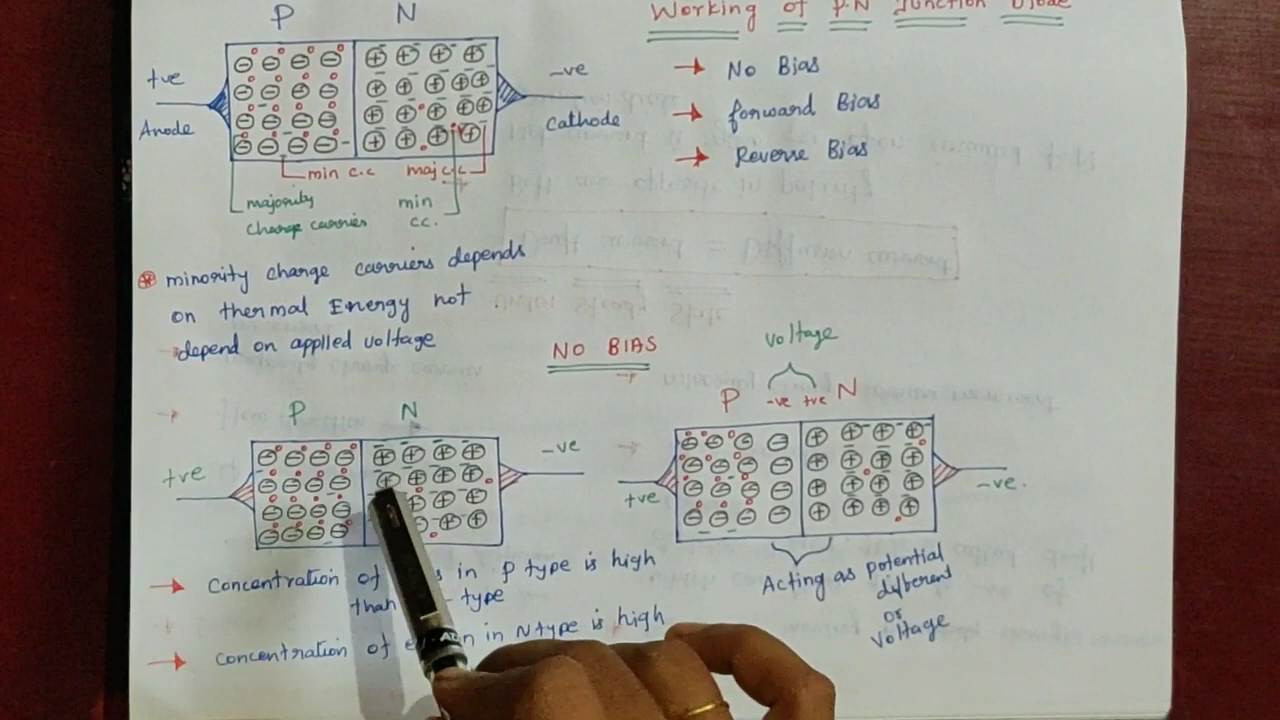 P N
Working of P.N Junction Diode
+ve
Anode
-ve
Cathode
→ No Bias
→ forward Bias
→ Reverse Bias
min c.c maj c.c
majority
charge carries
min
cc.
minority charge carriers depends
on thermal Energy not
depend on applied voltage
NO BIAS
voltage
P N
+ve
-ve
P -ve +ve N
+ve
-ve.
→ Concentration of in P type is high
than type
→ concentration of in N type is high
Acting as potential
different
or
voltage